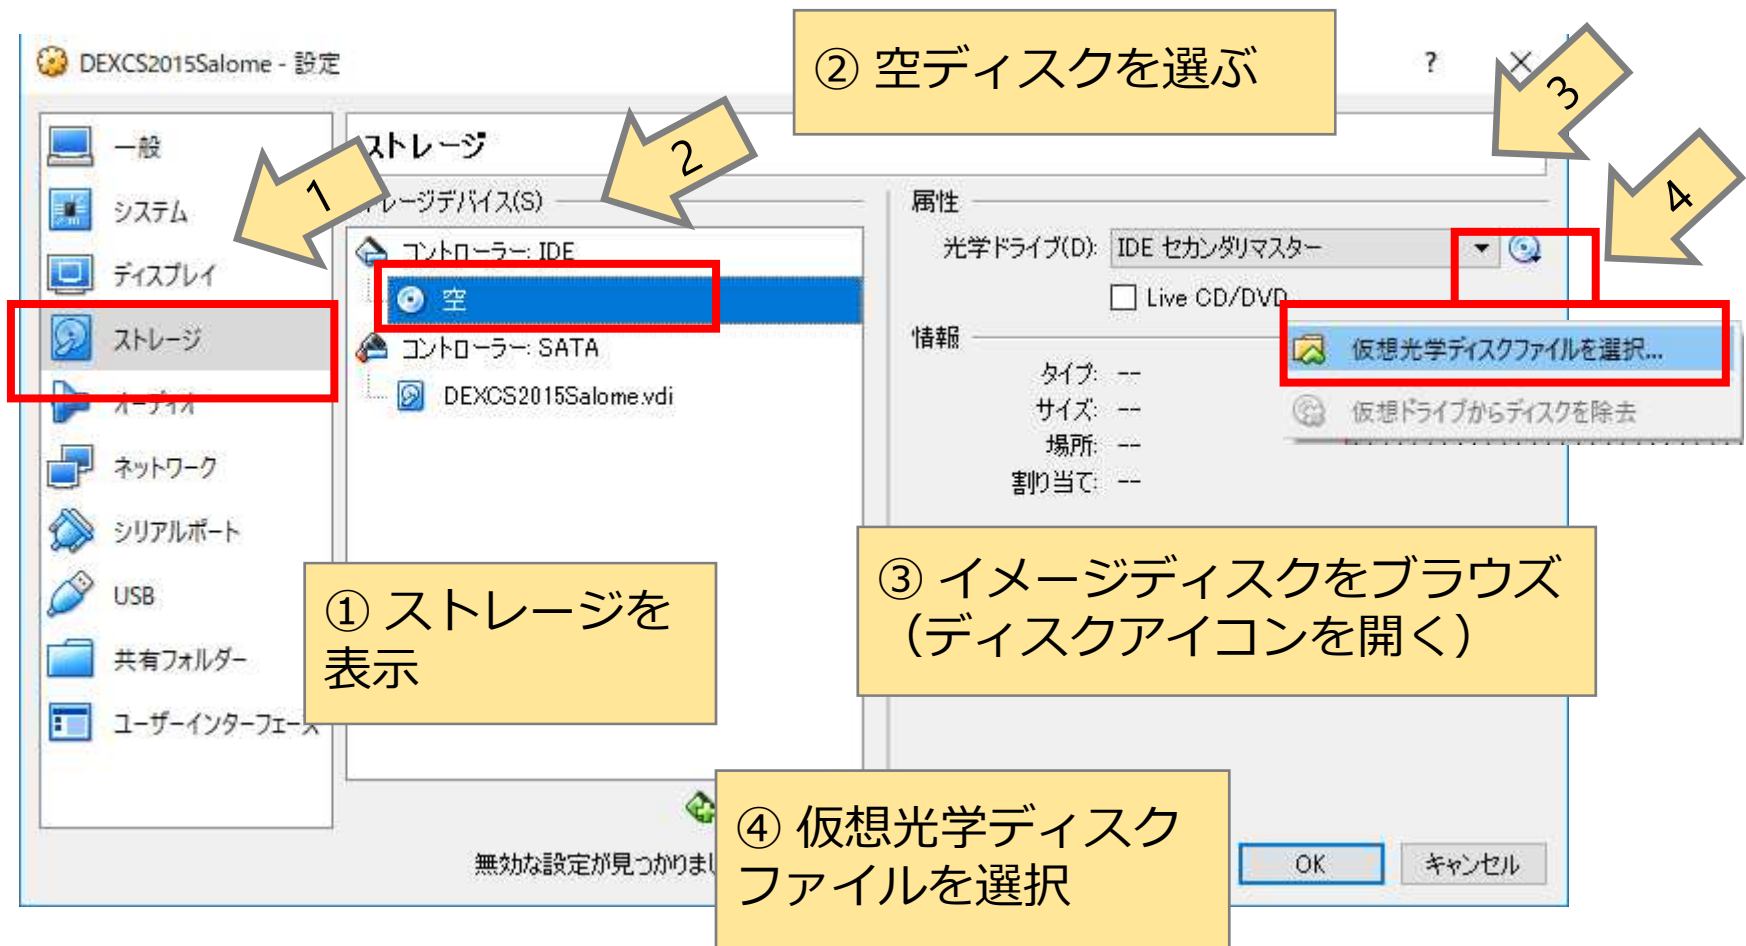 DEXCS2015Salome - 設定
?
② 空ディスクを選ぶ
1
2
3
4
一般
システム
ディスプレイ
ストレージ
オーディオ
ネットワーク
シリアルポート
USB
共有フォルダー
ユーザーインターフェース
ストレージ
ストレージデバイス(S)
コントローラー: IDE
空
コントローラー: SATA
DEXCS2015Salome.vdi
属性
光学ドライブ(D): IDE セカンダリマスター
Live CD/DVD
情報
タイプ: --
サイズ: --
場所: --
割り当て: --
仮想光学ディスクファイルを選択...
仮想ドライブからディスクを除去
① ストレージを
表示
③ イメージディスクをブラウズ
（ディスクアイコンを開く）
④ 仮想光学ディスク
ファイルを選択
無効な設定が見つかりまし
OK
キャンセル